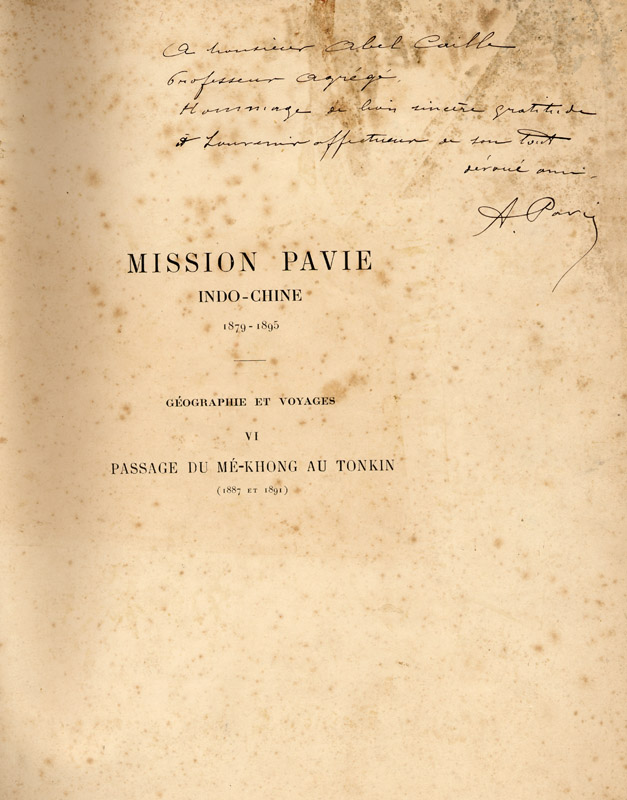 A Monsieur Abel Caille
Professeur Agrégé.
Hommage de bien sincère gratitude
& Souvenir affectueux de son tout
dévoué ami.
A. Pavie
MISSION PAVIE
INDO-CHINE
1879-1895
GÉOGRAPHIE ET VOYAGES
VI
PASSAGE DU MÉ-KHONG AU TONKIN
(1887 ET 1891)